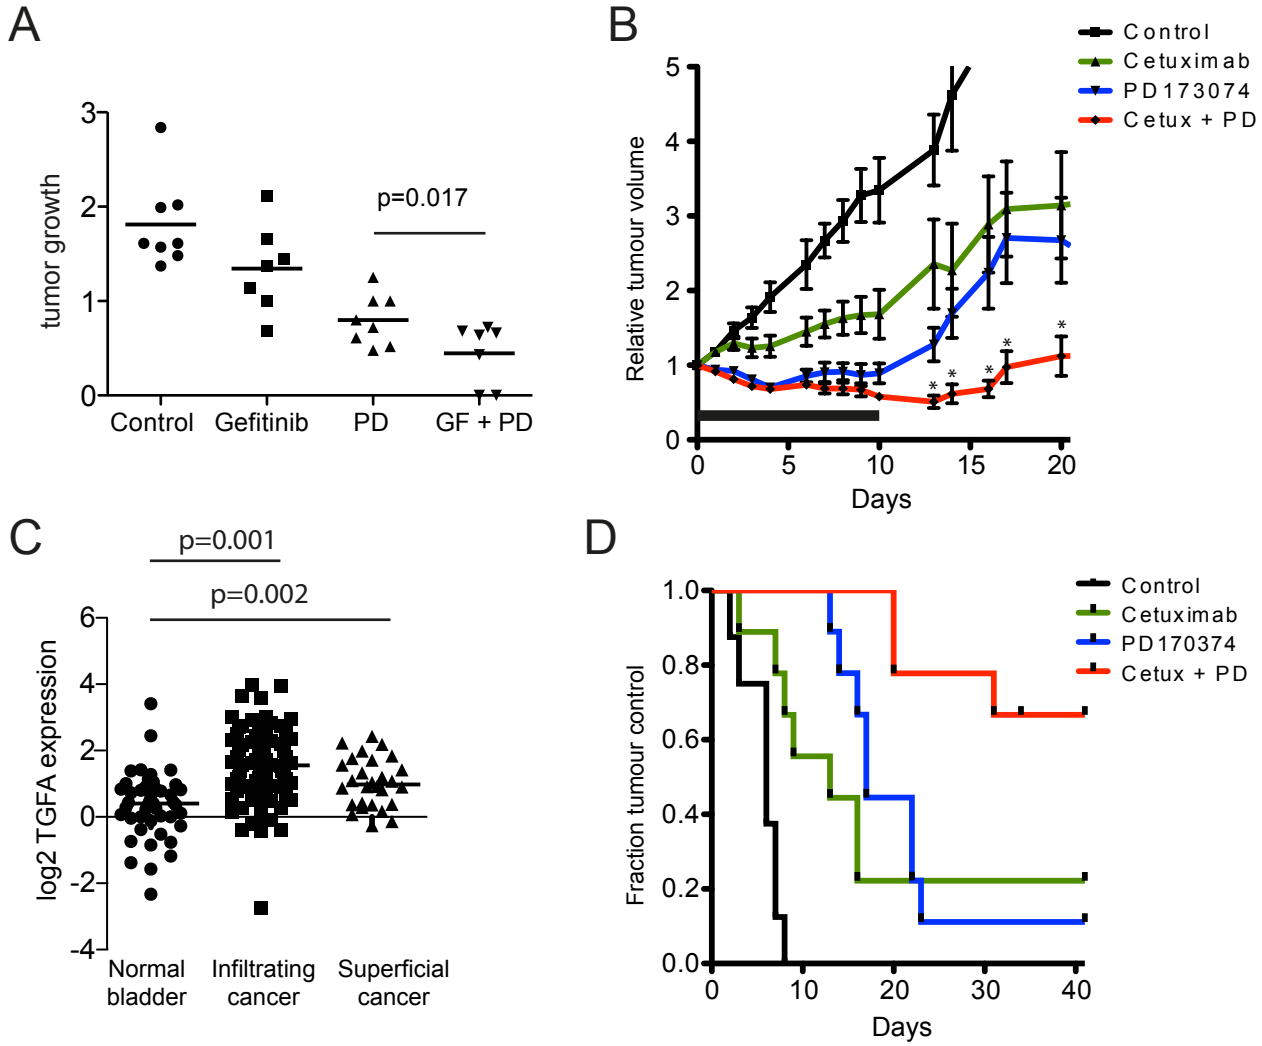 A
3
2
1
0
tumor growth
p=0.017
Control
Gefitinib
PD
GF + PD
B
Control
Cetuximab
PD173074
Cetux + PD
5
4
3
2
1
0
Relative tumour volume
* * * * *
0 5 10 15 20
Days
C
p=0.001
p=0.002
6
4
2
0
-2
-4
log2 TGFA expression
Normal
bladder
Infiltrating
cancer
Superficial
cancer
D
Control
Cetuximab
PD170374
Cetux + PD
1.0
0.8
0.6
0.4
0.2
0.0
Fraction tumour control
0 10 20 30 40
Days